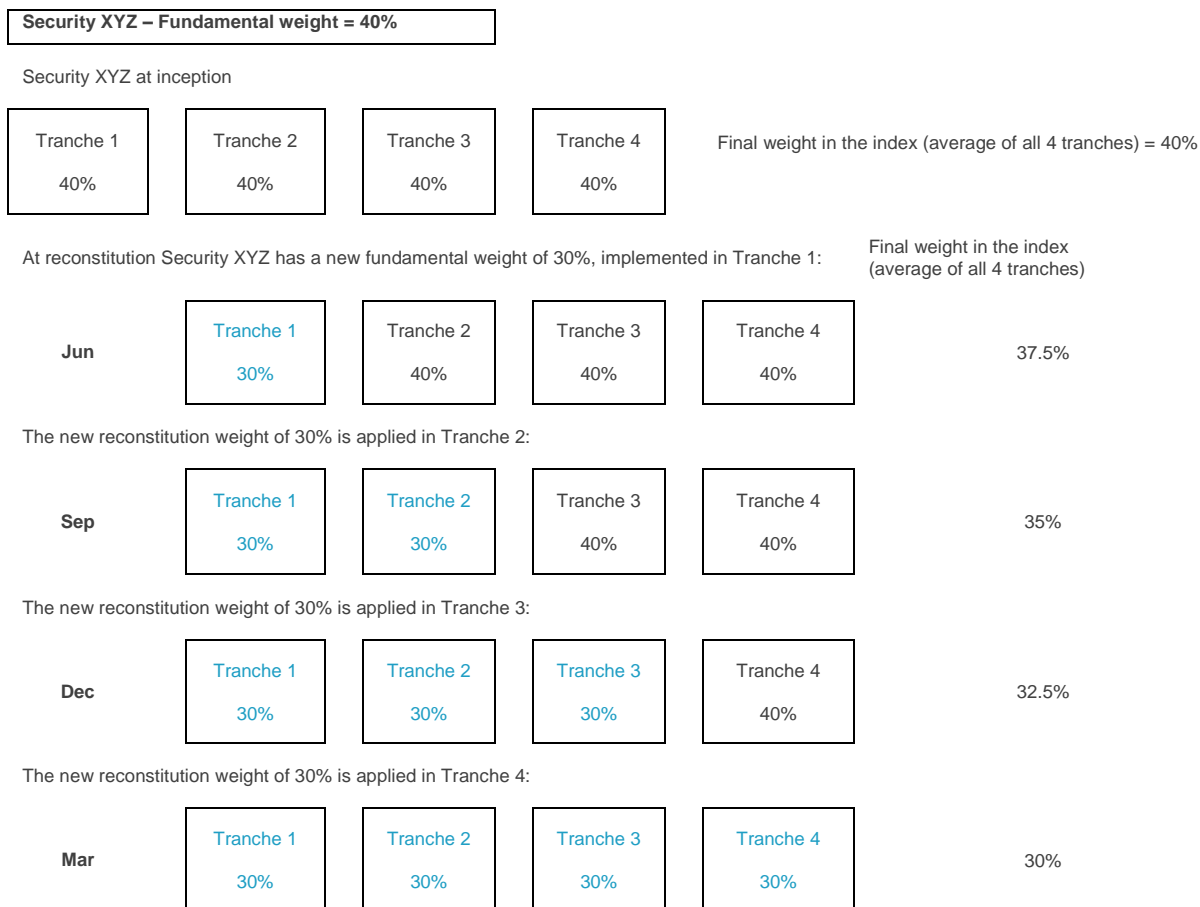 Security XYZ – Fundamental weight = 40%
Security XYZ at inception
Tranche 1 Tranche 2 Tranche 3 Tranche 4
Final weight in the index (average of all 4 tranches) = 40%
40% 40% 40% 40%
At reconstitution Security XYZ has a new fundamental weight of 30%, implemented in Tranche 1:
Final weight in the index
(average of all 4 tranches)
Tranche 1 Tranche 2 Tranche 3 Tranche 4
Jun 37.5%
30% 40% 40% 40%
The new reconstitution weight of 30% is applied in Tranche 2:
Tranche 1 Tranche 2 Tranche 3 Tranche 4
Sep 35%
30% 30% 40% 40%
The new reconstitution weight of 30% is applied in Tranche 3:
Tranche 1 Tranche 2 Tranche 3 Tranche 4
Dec 32.5%
30% 30% 30% 40%
The new reconstitution weight of 30% is applied in Tranche 4:
Tranche 1 Tranche 2 Tranche 3 Tranche 4
Mar 30%
30% 30% 30% 30%